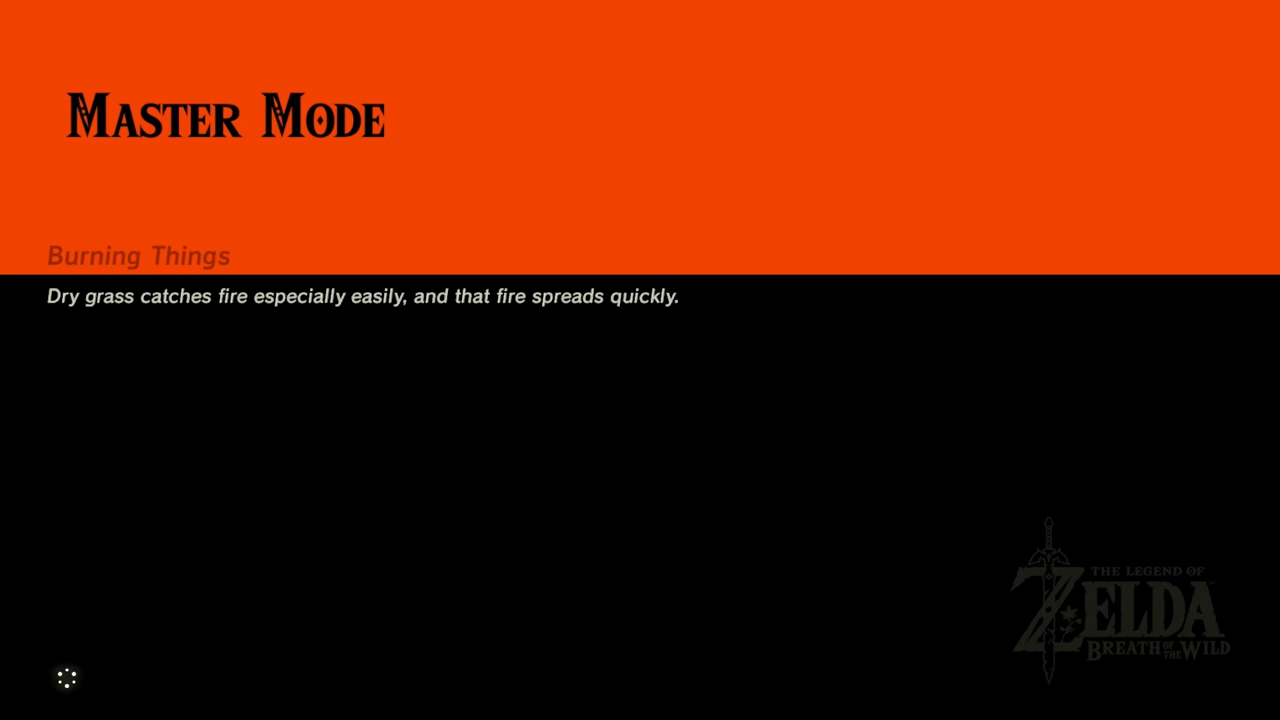 Master Mode
Burning Things
Dry grass catches fire especially easily, and that fire spreads quickly.
THE LEGEND OF
ZELDA
BREATH OF THE WILD